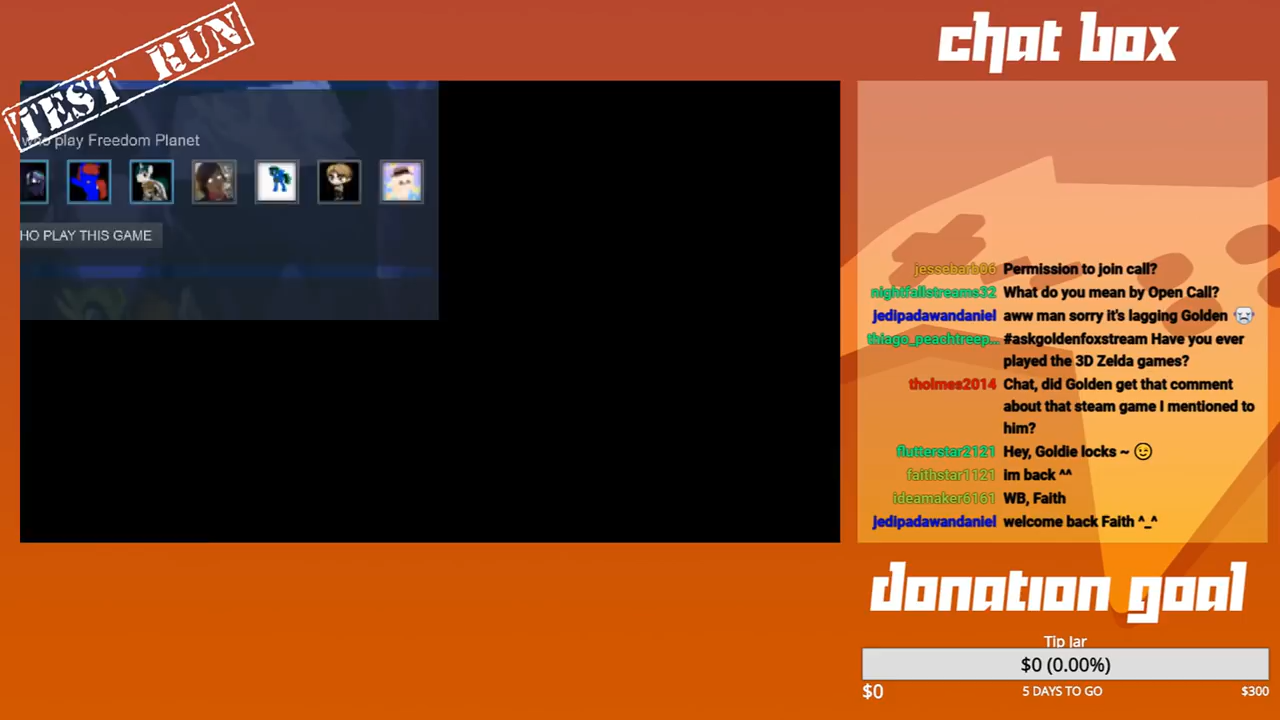 TEST RUN
chat box
who play Freedom Planet
HO PLAY THIS GAME
jessebarb06 Permission to join call?
nightfallstreams32 What do you mean by Open Call?
jedipadawandaniel aww man sorry it's lagging Golden
thiago_peachtreep... #askgoldenfoxstream Have you ever
played the 3D Zelda games?
tholmes2014 Chat, did Golden get that comment
about that steam game I mentioned to
him?
flutterstar2121 Hey, Goldie locks ~
faithstar1121 im back ^^
ideamaker6161 WB, Faith
jedipadawandaniel welcome back Faith ^_^
donation goal
Tip Jar
$0 (0.00%)
$0 5 DAYS TO GO $300